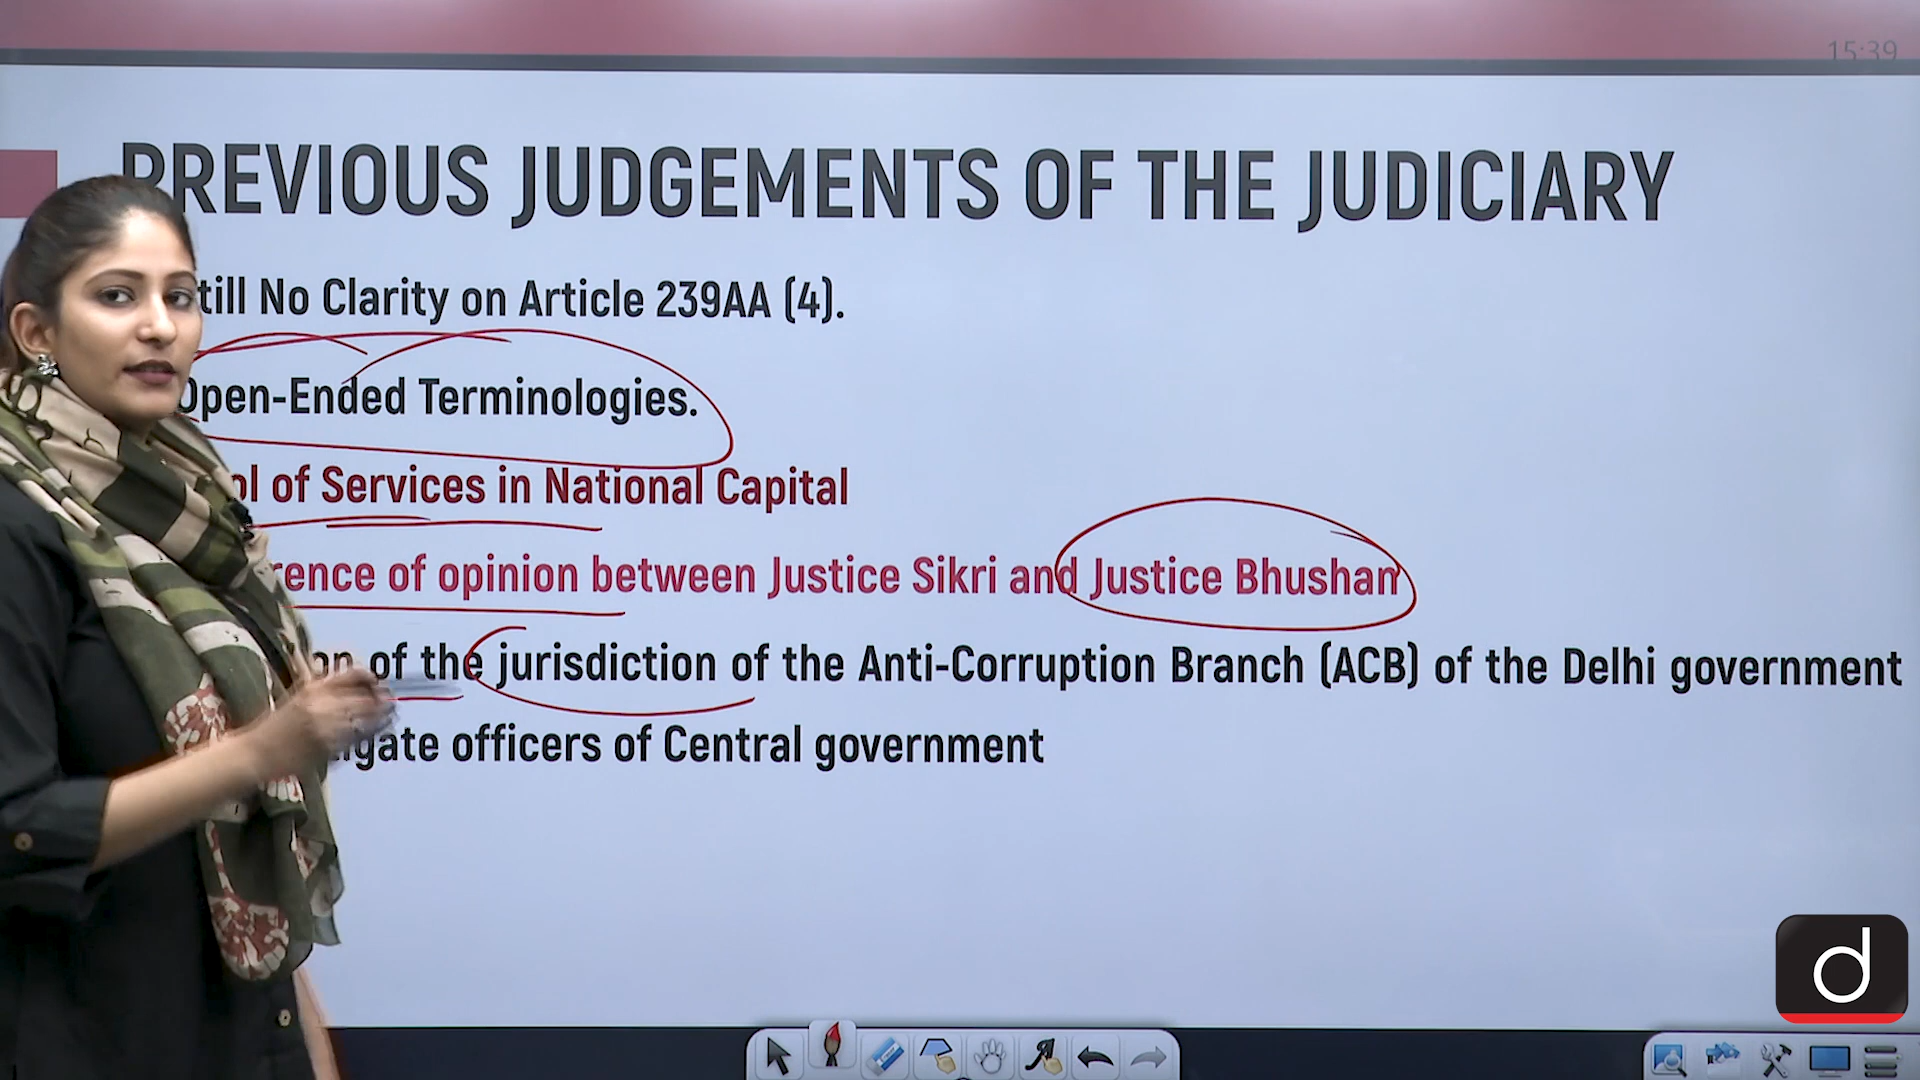 15:39
PREVIOUS JUDGEMENTS OF THE JUDICIARY
till No Clarity on Article 239AA (4).
Open-Ended Terminologies.
ol of Services in National Capital
rence of opinion between Justice Sikri and Justice Bhushan
on of the jurisdiction of the Anti-Corruption Branch (ACB) of the Delhi government
igate officers of Central government
d